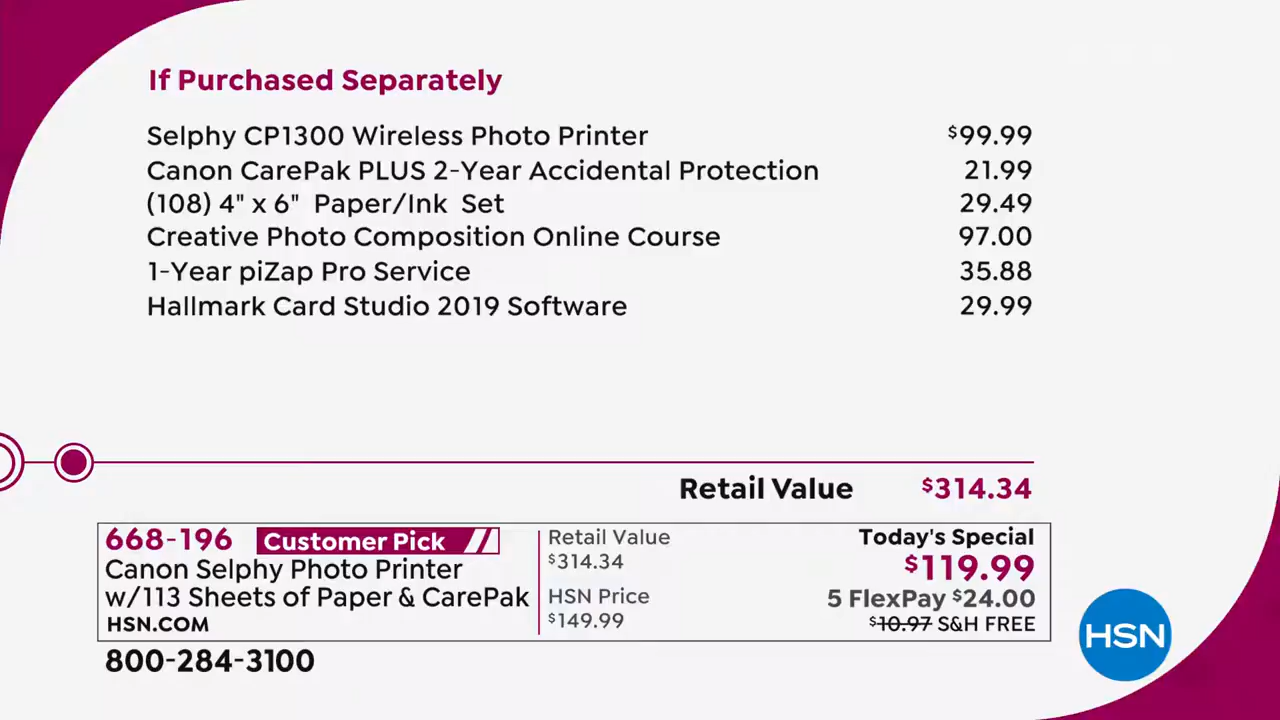 If Purchased Separately
Selphy CP1300 Wireless Photo Printer $99.99
Canon CarePak PLUS 2-Year Accidental Protection 21.99
(108) 4" x 6" Paper/Ink Set 29.49
Creative Photo Composition Online Course 97.00
1-Year piZap Pro Service 35.88
Hallmark Card Studio 2019 Software 29.99
Retail Value $314.34
668-196 Customer Pick
Canon Selphy Photo Printer
w/113 Sheets of Paper & CarePak
HSN.COM
Retail Value
$314.34
HSN Price
$149.99
Today's Special
$119.99
5 FlexPay $24.00
$10.97 S&H FREE
HSN
800-284-3100